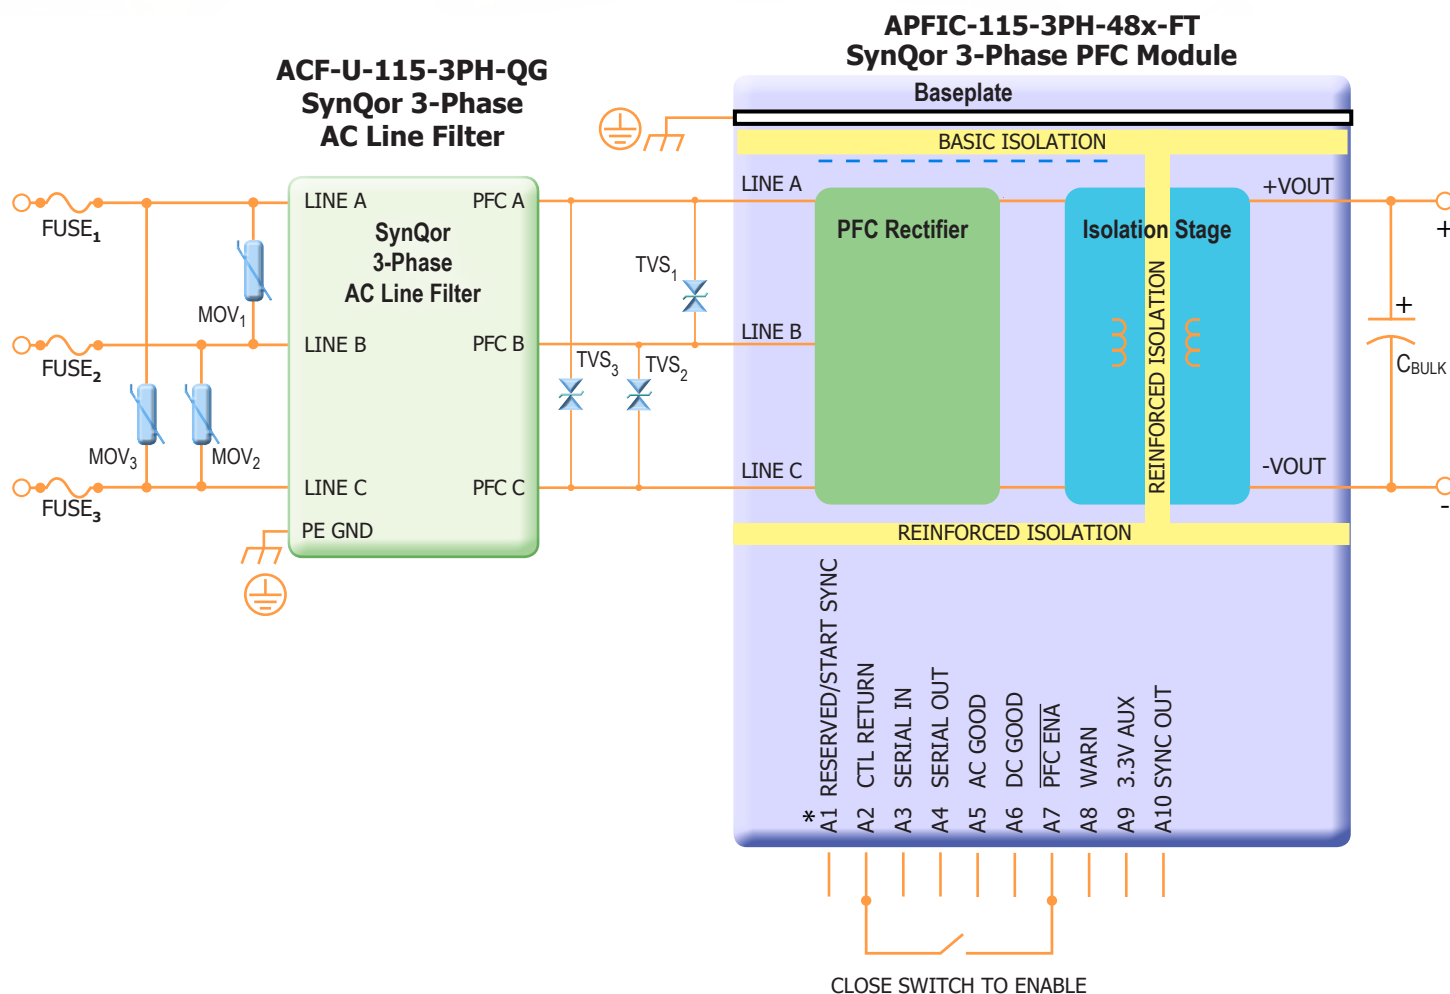 APFIC-115-3PH-48x-FT
SynQor 3-Phase PFC Module
ACF-U-115-3PH-QG
SynQor 3-Phase
AC Line Filter
Baseplate
BASIC ISOLATION
LINE A
PFC A
LINE A
+VOUT
FUSE1
SynQor
3-Phase
AC Line Filter
PFC Rectifier
Isolation Stage
+
TVS1
MOV1
LINE B
PFC B
LINE B
+
FUSE2
TVS3
TVS2
CBULK
REINFORCED ISOLATION
MOV3
MOV2
LINE C
PFC C
LINE C
-VOUT
FUSE3
-
PE GND
REINFORCED ISOLATION
*
A1 RESERVED/START SYNC
A2 CTL RETURN
A3 SERIAL IN
A4 SERIAL OUT
A5 AC GOOD
A6 DC GOOD
A7 PFC ENA
A8 WARN
A9 3.3V AUX
A10 SYNC OUT
CLOSE SWITCH TO ENABLE